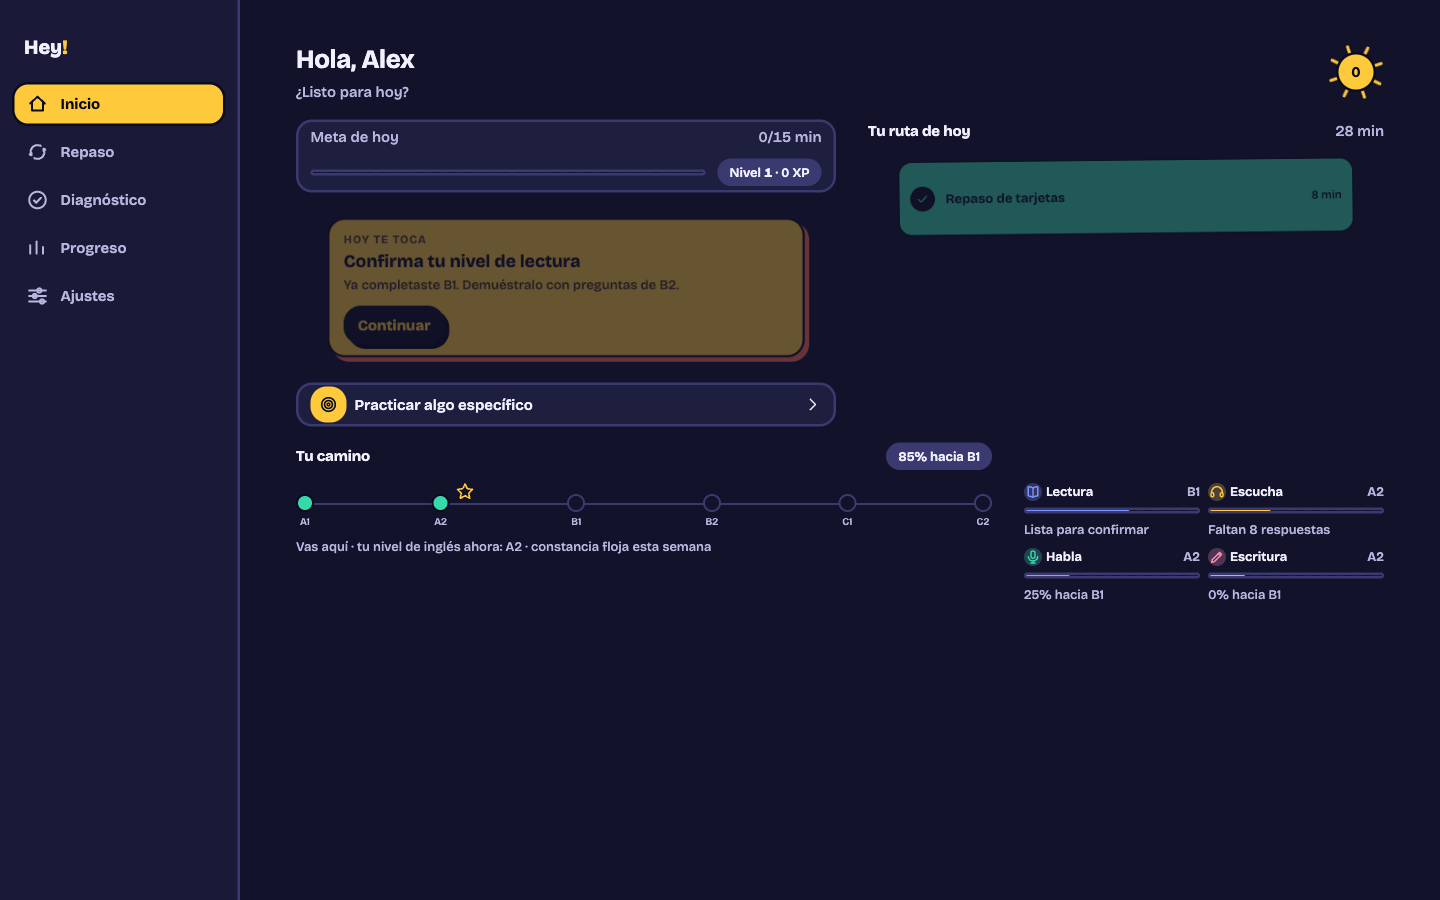 Hey!
Inicio
Repaso
Diagnóstico
Progreso
Ajustes
Hola, Alex
¿Listo para hoy?
0
Meta de hoy
0/15 min
Nivel 1 · 0 XP
HOY TE TOCA
Confirma tu nivel de lectura
Ya completaste B1. Demuéstralo con preguntas de B2.
Continuar
Practicar algo específico
Tu ruta de hoy
28 min
Repaso de tarjetas
8 min
Tu camino
85% hacia B1
A1
A2
B1
B2
C1
C2
Vas aquí · tu nivel de inglés ahora: A2 · constancia floja esta semana
Lectura
B1
Lista para confirmar
Escucha
A2
Faltan 8 respuestas
Habla
A2
25% hacia B1
Escritura
A2
0% hacia B1